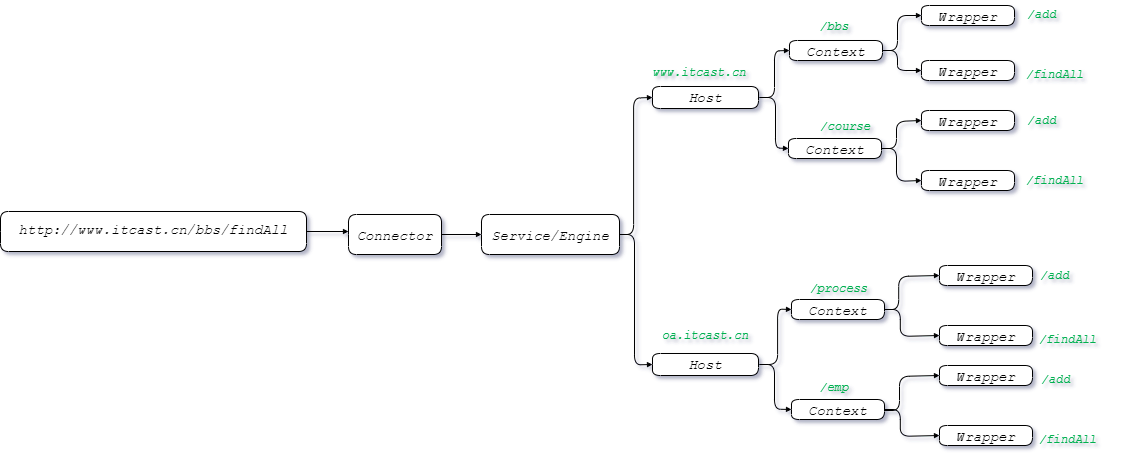 http://www.itcast.cn/bbs/findAll
Connector
Service/Engine
www.itcast.cn
Host
/bbs
Context
Wrapper
/add
Wrapper
/findAll
/course
Context
Wrapper
/add
Wrapper
/findAll
oa.itcast.cn
Host
/process
Context
Wrapper
/add
Wrapper
/findAll
/emp
Context
Wrapper
/add
Wrapper
/findAll